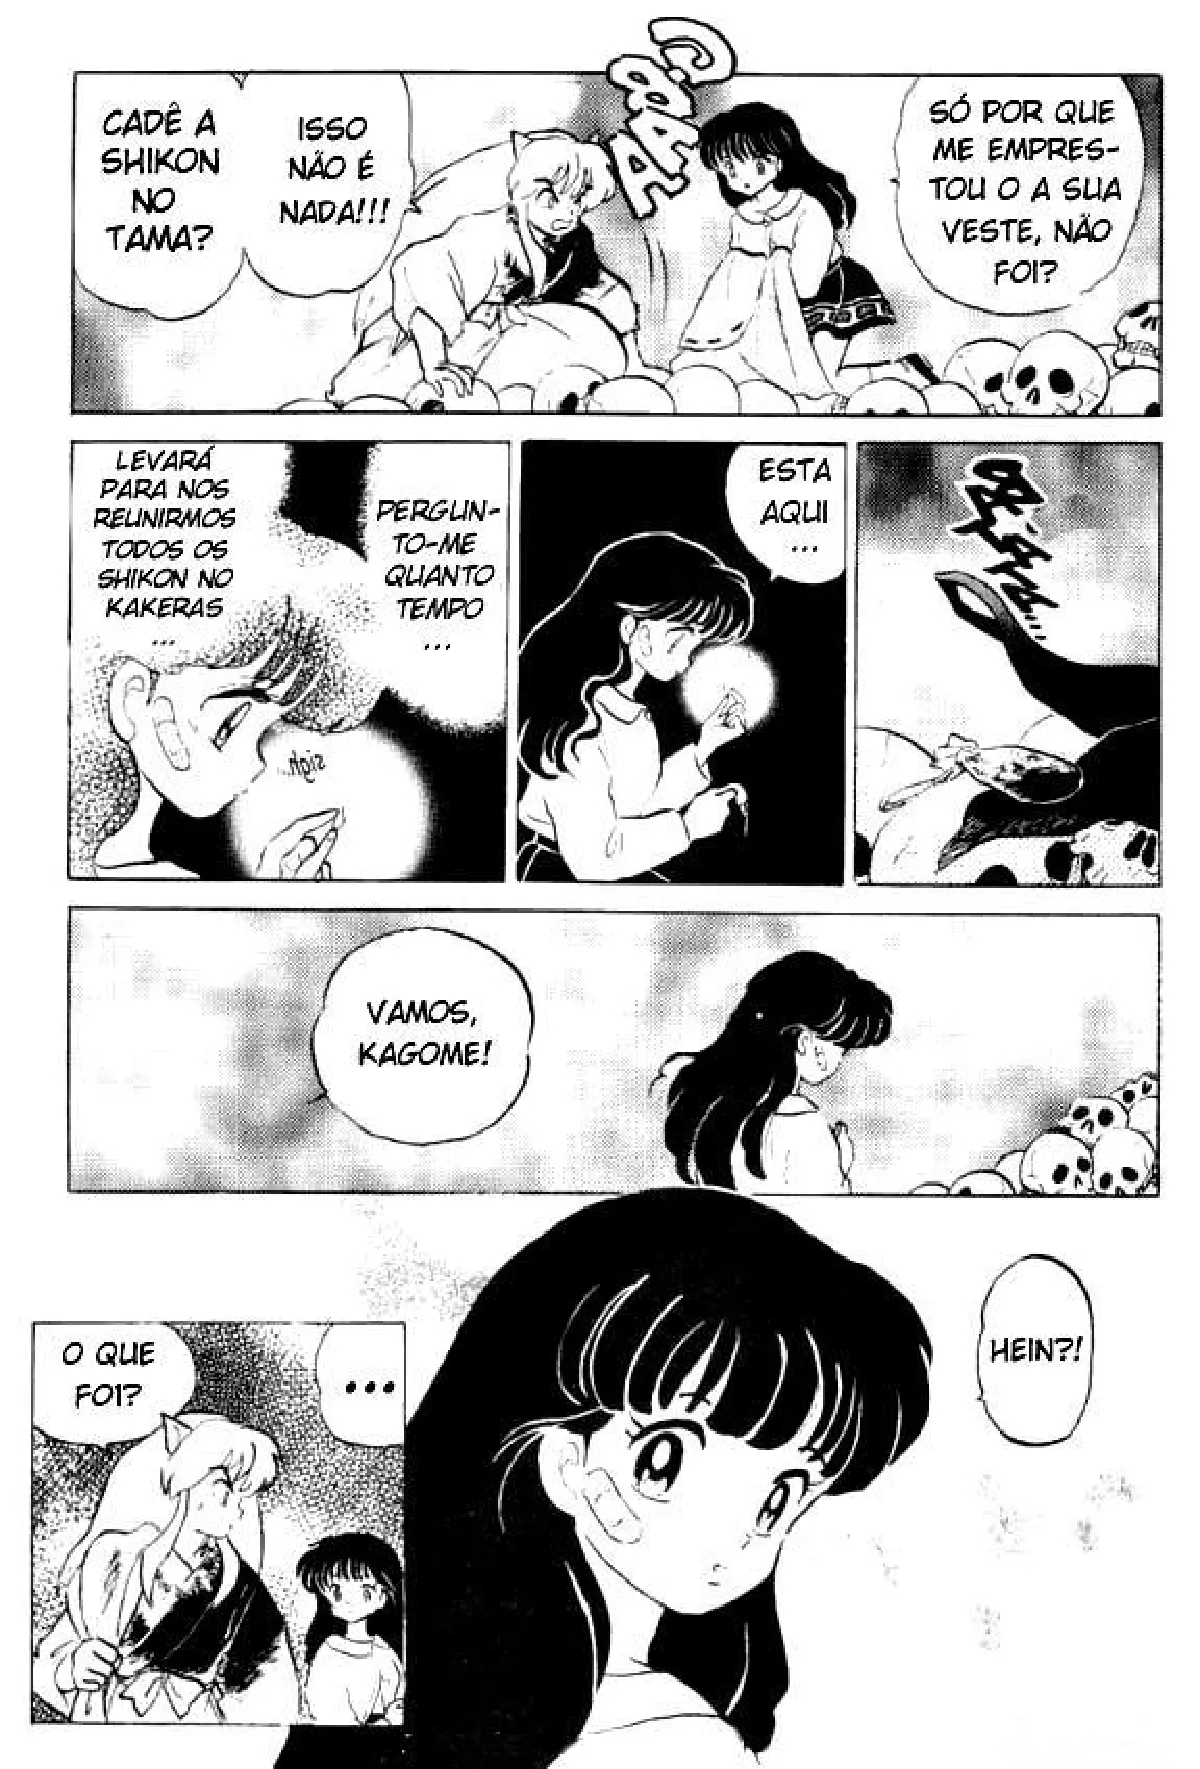 SÓ POR QUE
ME EMPRES-
TOU O A SUA
VESTE, NÃO
FOI?
ISSO
NÃO É
NADA!!!
CADÊ A
SHIKON
NO
TAMA?
ESTA
AQUI
...
PERGUN-
TO-ME
QUANTO
TEMPO
...
LEVARÁ
PARA NOS
REUNIRMOS
TODOS OS
SHIKON NO
KAKERAS
...
sigh...
VAMOS,
KAGOME!
HEIN?!
...
O QUE
FOI?